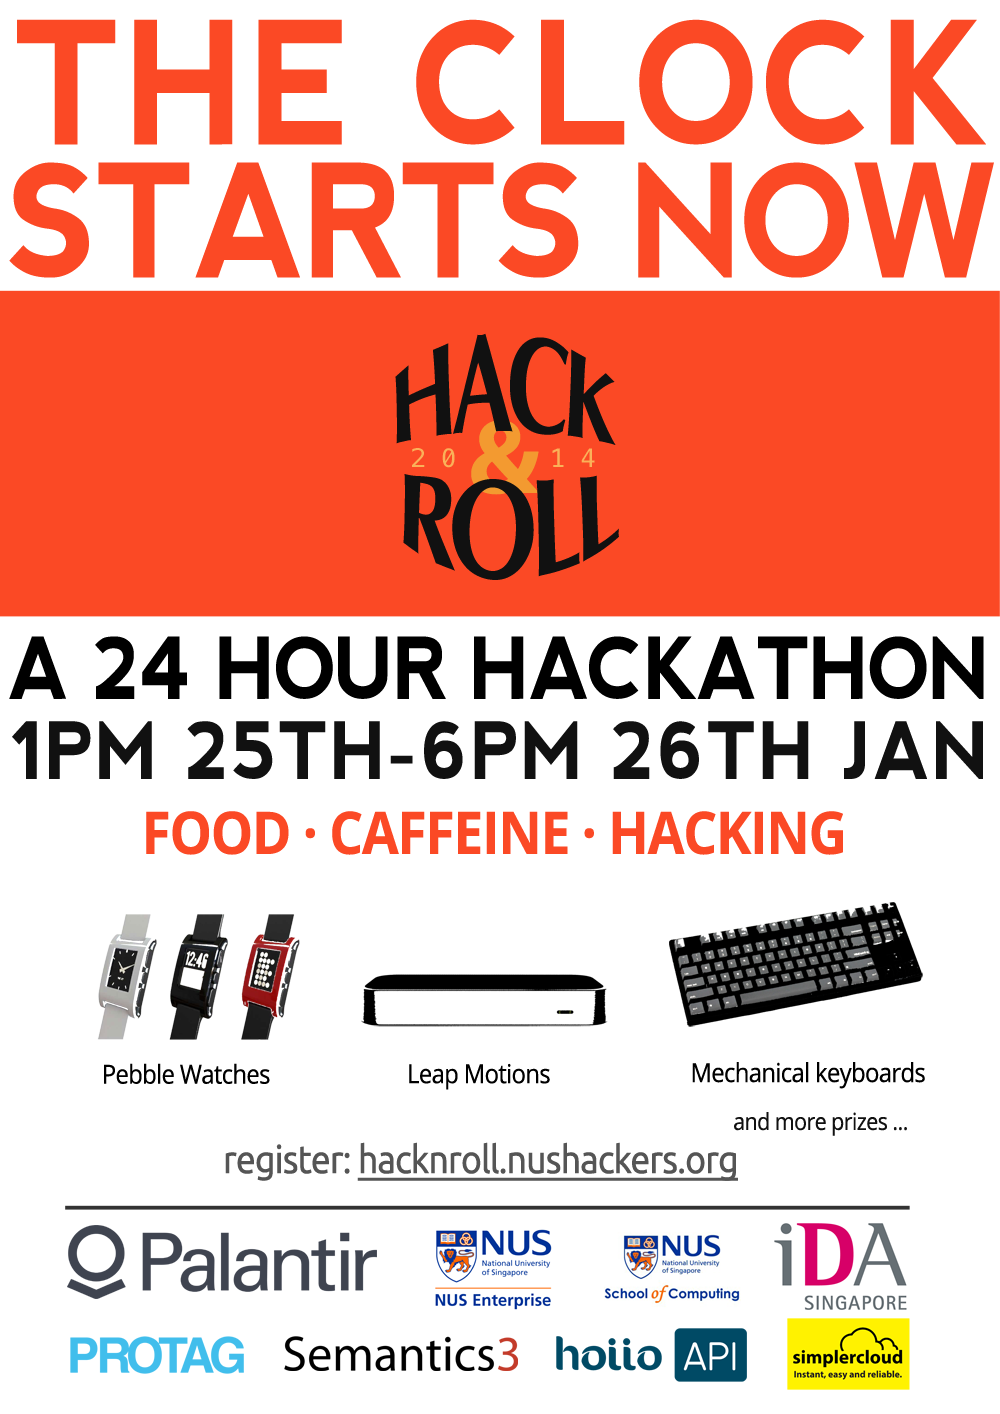 THE CLOCK
STARTS NOW
HACK
20 & 14
ROLL
A 24 HOUR HACKATHON
1PM 25TH-6PM 26TH JAN
FOOD · CAFFEINE · HACKING
12:46
Pebble Watches
Leap Motions
Mechanical keyboards
and more prizes ...
register: hacknroll.nushackers.org
Palantir
NUS
National University
of Singapore
NUS Enterprise
NUS
National University
of Singapore
School of Computing
iDA
SINGAPORE
PROTAG
Semantics3
hoiio API
simplercloud
Instant, easy and reliable.